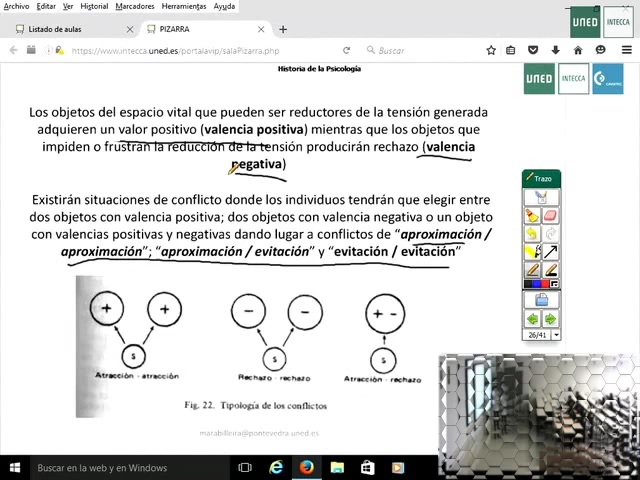 Archivo Editar Ver Historial Marcadores Herramientas Ayuda
Listado de aulas
PIZARRA
https://www.intecca.uned.es/portalavip/salaPizarra.php
Buscar
UNED
INTECCA
Historia de la Psicología
UNED
INTECCA
Los objetos del espacio vital que pueden ser reductores de la tensión generada
adquieren un valor positivo (valencia positiva) mientras que los objetos que
impiden o frustran la reducción de la tensión producirán rechazo (valencia
negativa)
Existirán situaciones de conflicto donde los individuos tendrán que elegir entre
dos objetos con valencia positiva; dos objetos con valencia negativa o un objeto
con valencias positivas y negativas dando lugar a conflictos de “aproximación /
aproximación”; “aproximación / evitación” y “evitación / evitación”
+ + − − + -
S S S
Atracción - atracción Rechazo - rechazo Atracción - rechazo
Fig. 22. Tipología de los conflictos
marabilleira@pontevedra.uned.es
Trazo
26/41
Buscar en la web y en Windows